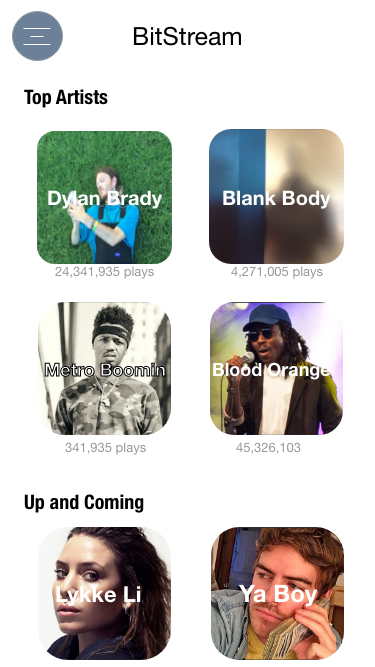 BitStream
Top Artists
Dylan Brady
Blank Body
24,341,935 plays
4,271,005 plays
Metro Boomin
Blood Orange
341,935 plays
45,326,103
Up and Coming
Lykke Li
Ya Boy